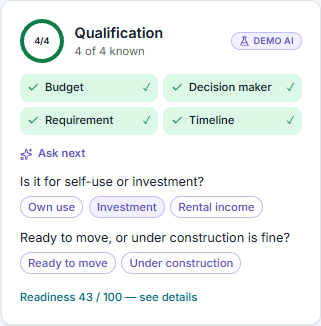 4/4
Qualification
4 of 4 known
DEMO AI
✓ Budget ✓
✓ Decision maker ✓
✓ Requirement ✓
✓ Timeline ✓
Ask next
Is it for self-use or investment?
Own use
Investment
Rental income
Ready to move, or under construction is fine?
Ready to move
Under construction
Readiness 43 / 100 — see details